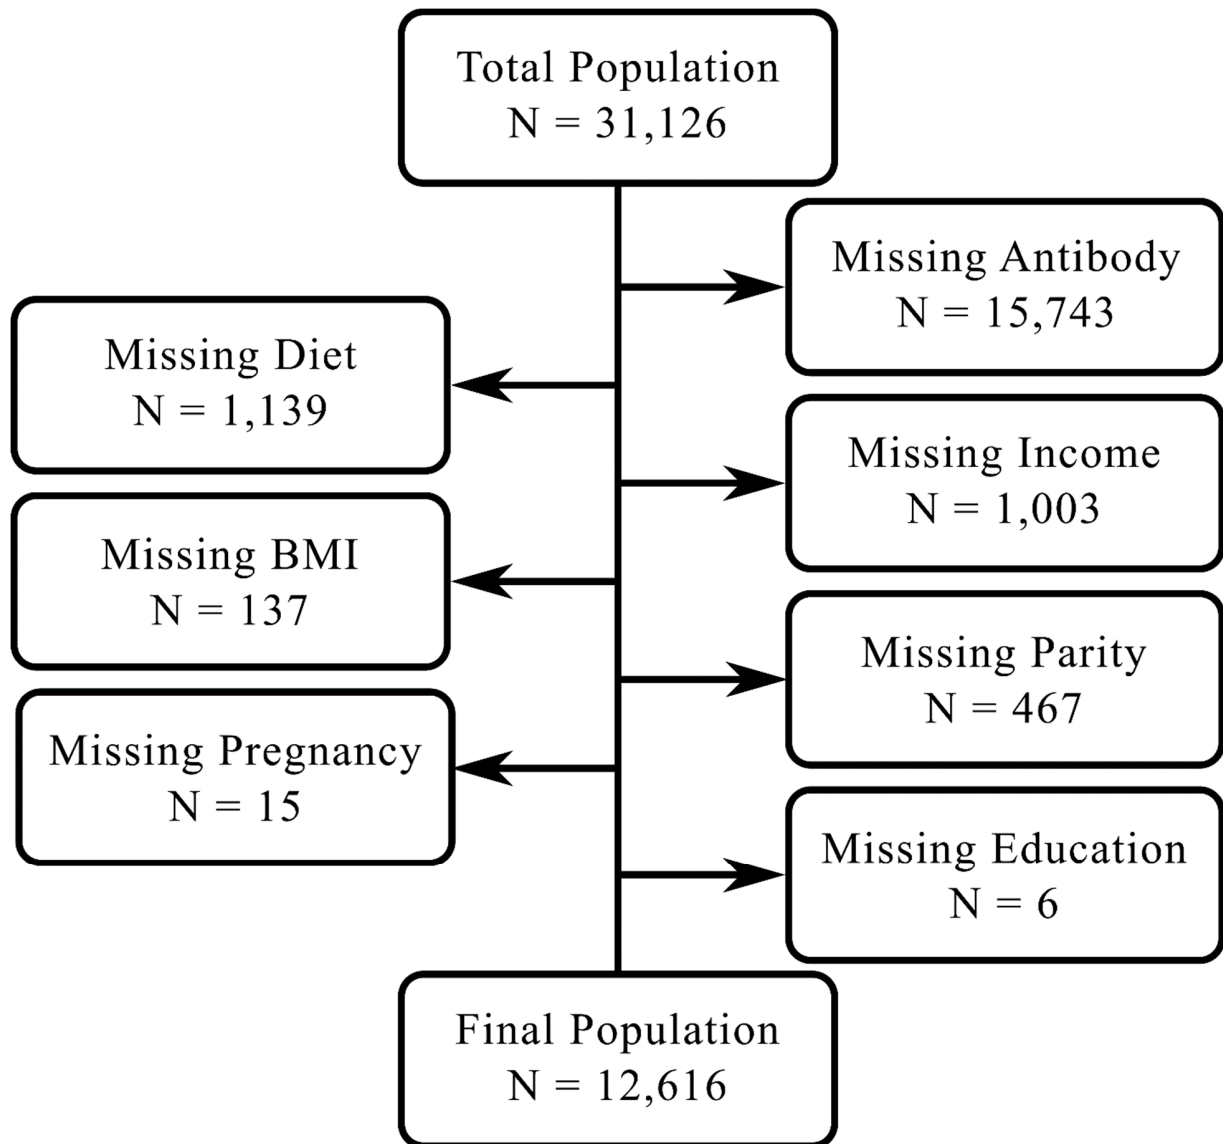 Total Population
N = 31,126
Missing Antibody
N = 15,743
Missing Diet
N = 1,139
Missing Income
N = 1,003
Missing BMI
N = 137
Missing Parity
N = 467
Missing Pregnancy
N = 15
Missing Education
N = 6
Final Population
N = 12,616